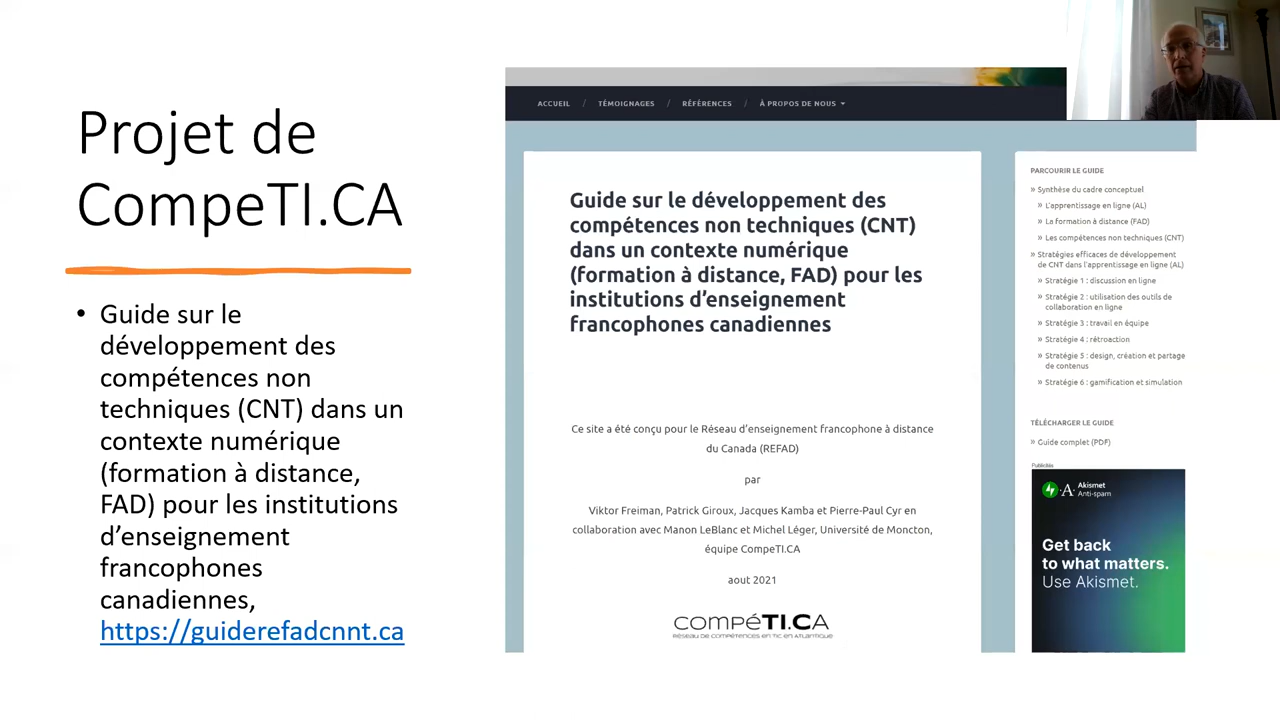 Projet de
CompeTI.CA
• Guide sur le
développement des
compétences non
techniques (CNT) dans un
contexte numérique
(formation à distance,
FAD) pour les institutions
d’enseignement
francophones
canadiennes,
https://guiderefadcnnt.ca
ACCUEIL / TÉMOIGNAGES / RÉFÉRENCES / À PROPOS DE NOUS
Guide sur le développement des
compétences non techniques (CNT)
dans un contexte numérique
(formation à distance, FAD) pour les
institutions d’enseignement
francophones canadiennes
Ce site a été conçu pour le Réseau d’enseignement francophone à distance
du Canada (REFAD)
par
Viktor Freiman, Patrick Giroux, Jacques Kamba et Pierre-Paul Cyr en
collaboration avec Manon LeBlanc et Michel Léger, Université de Moncton,
équipe CompeTI.CA
aout 2021
compéTI.CA
RÉSEAU DE COMPÉTENCES EN TIC EN ATLANTIQUE
PARCOURIR LE GUIDE
» Synthèse du cadre conceptuel
» L’apprentissage en ligne (AL)
» La formation à distance (FAD)
» Les compétences non techniques (CNT)
» Stratégies efficaces de développement
de CNT dans l’apprentissage en ligne (AL)
» Stratégie 1 : discussion en ligne
» Stratégie 2 : utilisation des outils de
collaboration en ligne
» Stratégie 3 : travail en équipe
» Stratégie 4 : rétroaction
» Stratégie 5 : design, création et partage
de contenus
» Stratégie 6 : gamification et simulation
TÉLÉCHARGER LE GUIDE
» Guide complet (PDF)
Publicités
Akismet
Anti-spam
Get back
to what matters.
Use Akismet.